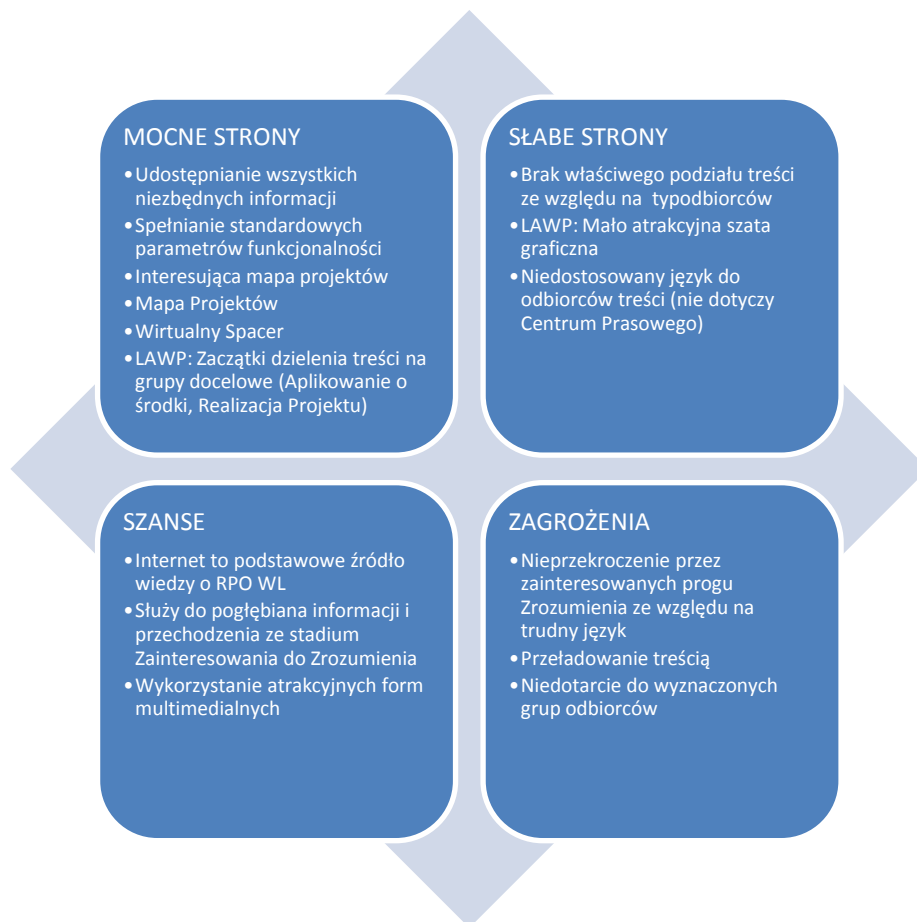 MOCNE STRONY
•Udostępnianie wszystkich
niezbędnych informacji
•Spełnianie standardowych
parametrów funkcjonalności
•Interesująca mapa projektów
•Mapa Projektów
•Wirtualny Spacer
•LAWP: Zaczątki dzielenia treści na
grupy docelowe (Aplikowanie o
środki, Realizacja Projektu)
SŁABE STRONY
•Brak właściwego podziału treści
ze względu na typodbiorców
•LAWP: Mało atrakcyjna szata
graficzna
•Niedostosowany język do
odbiorców treści (nie dotyczy
Centrum Prasowego)
SZANSE
•Internet to podstawowe źródło
wiedzy o RPO WL
•Służy do pogłębiana informacji i
przechodzenia ze stadium
Zainteresowania do Zrozumienia
•Wykorzystanie atrakcyjnych form
multimedialnych
ZAGROŻENIA
•Nieprzekroczenie przez
zainteresowanych progu
Zrozumienia ze względu na
trudny język
•Przeładowanie treścią
•Niedotarcie do wyznaczonych
grup odbiorców